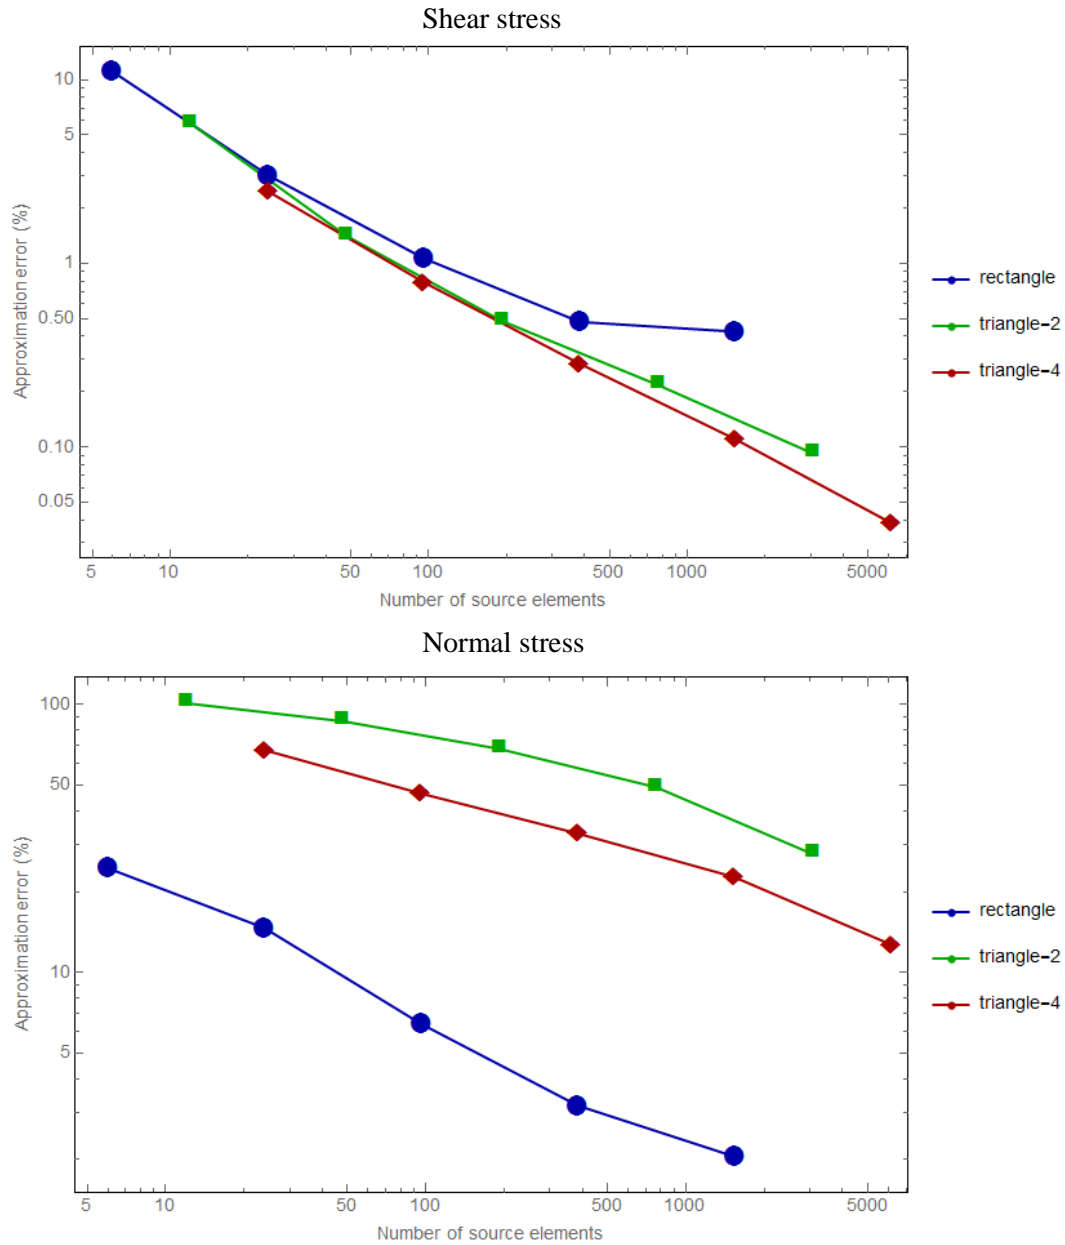 Shear stress
10
5
1
0.50
0.10
0.05
Approximation error (%)
5 10 50 100 500 1000 5000
Number of source elements
rectangle
triangle-2
triangle-4
Normal stress
100
50
10
5
Approximation error (%)
5 10 50 100 500 1000 5000
Number of source elements
rectangle
triangle-2
triangle-4